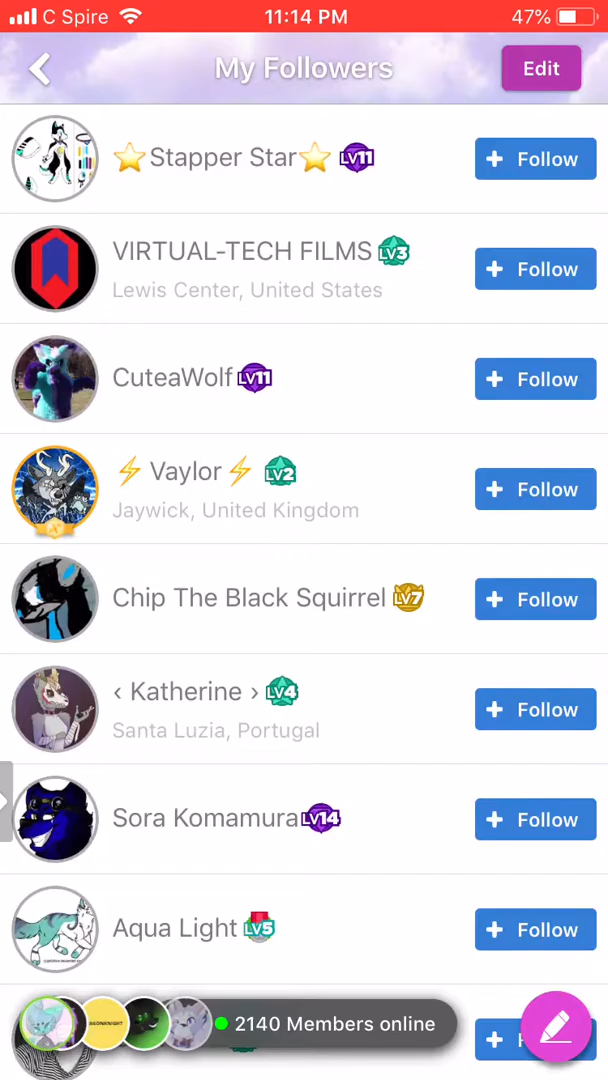 C Spire
11:14 PM
47%
My Followers
Edit
⭐Stapper Star⭐ LV11
+ Follow
VIRTUAL-TECH FILMS LV3
Lewis Center, United States
+ Follow
CuteaWolf LV11
+ Follow
⚡ Vaylor ⚡ LV2
Jaywick, United Kingdom
+ Follow
Chip The Black Squirrel LV7
+ Follow
‹ Katherine › LV4
Santa Luzia, Portugal
+ Follow
Sora Komamura LV14
+ Follow
Aqua Light LV5
+ Follow
2140 Members online